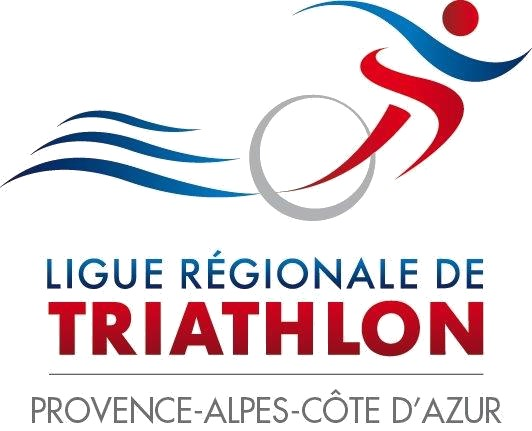 LIGUE RÉGIONALE DE
TRIATHLON
PROVENCE-ALPES-CÔTE D'AZUR